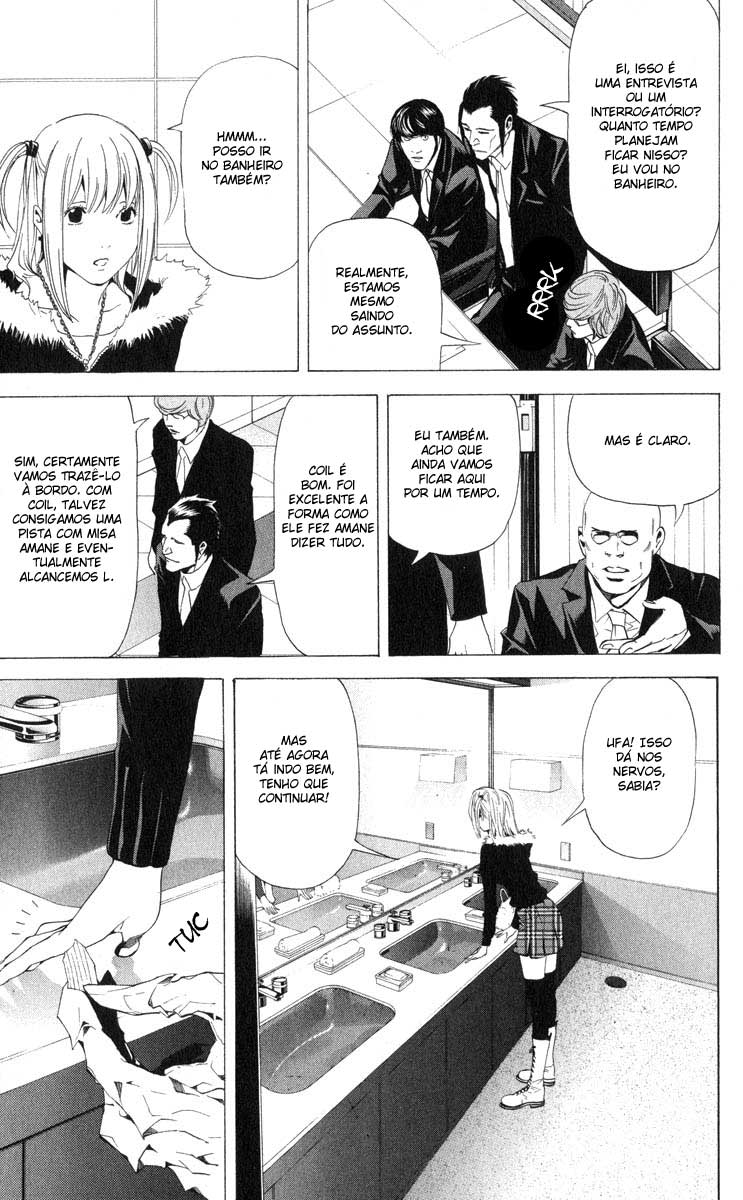 EI, ISSO É
UMA ENTREVISTA
OU UM
INTERROGATÓRIO?
QUANTO TEMPO
PLANEJAM
FICAR NISSO?
EU VOU NO
BANHEIRO.
REEK
REALMENTE,
ESTAMOS
MESMO
SAINDO
DO ASSUNTO.
HMMM...
POSSO IR
NO BANHEIRO
TAMBÉM?
MAS É CLARO.
EU TAMBÉM.
ACHO QUE
AINDA VAMOS
FICAR AQUI
POR UM TEMPO.
COIL É
BOM. FOI
EXCELENTE A
FORMA COMO
ELE FEZ AMANE
DIZER TUDO.
SIM, CERTAMENTE
VAMOS TRAZÊ-LO
À BORDO. COM
COIL, TALVEZ
CONSIGAMOS UMA
PISTA COM MISA
AMANE E EVEN-
TUALMENTE
ALCANCEMOS L.
UFA! ISSO
DÁ NOS
NERVOS,
SABIA?
MAS
ATÉ AGORA
TÁ INDO BEM,
TENHO QUE
CONTINUAR!
TUC